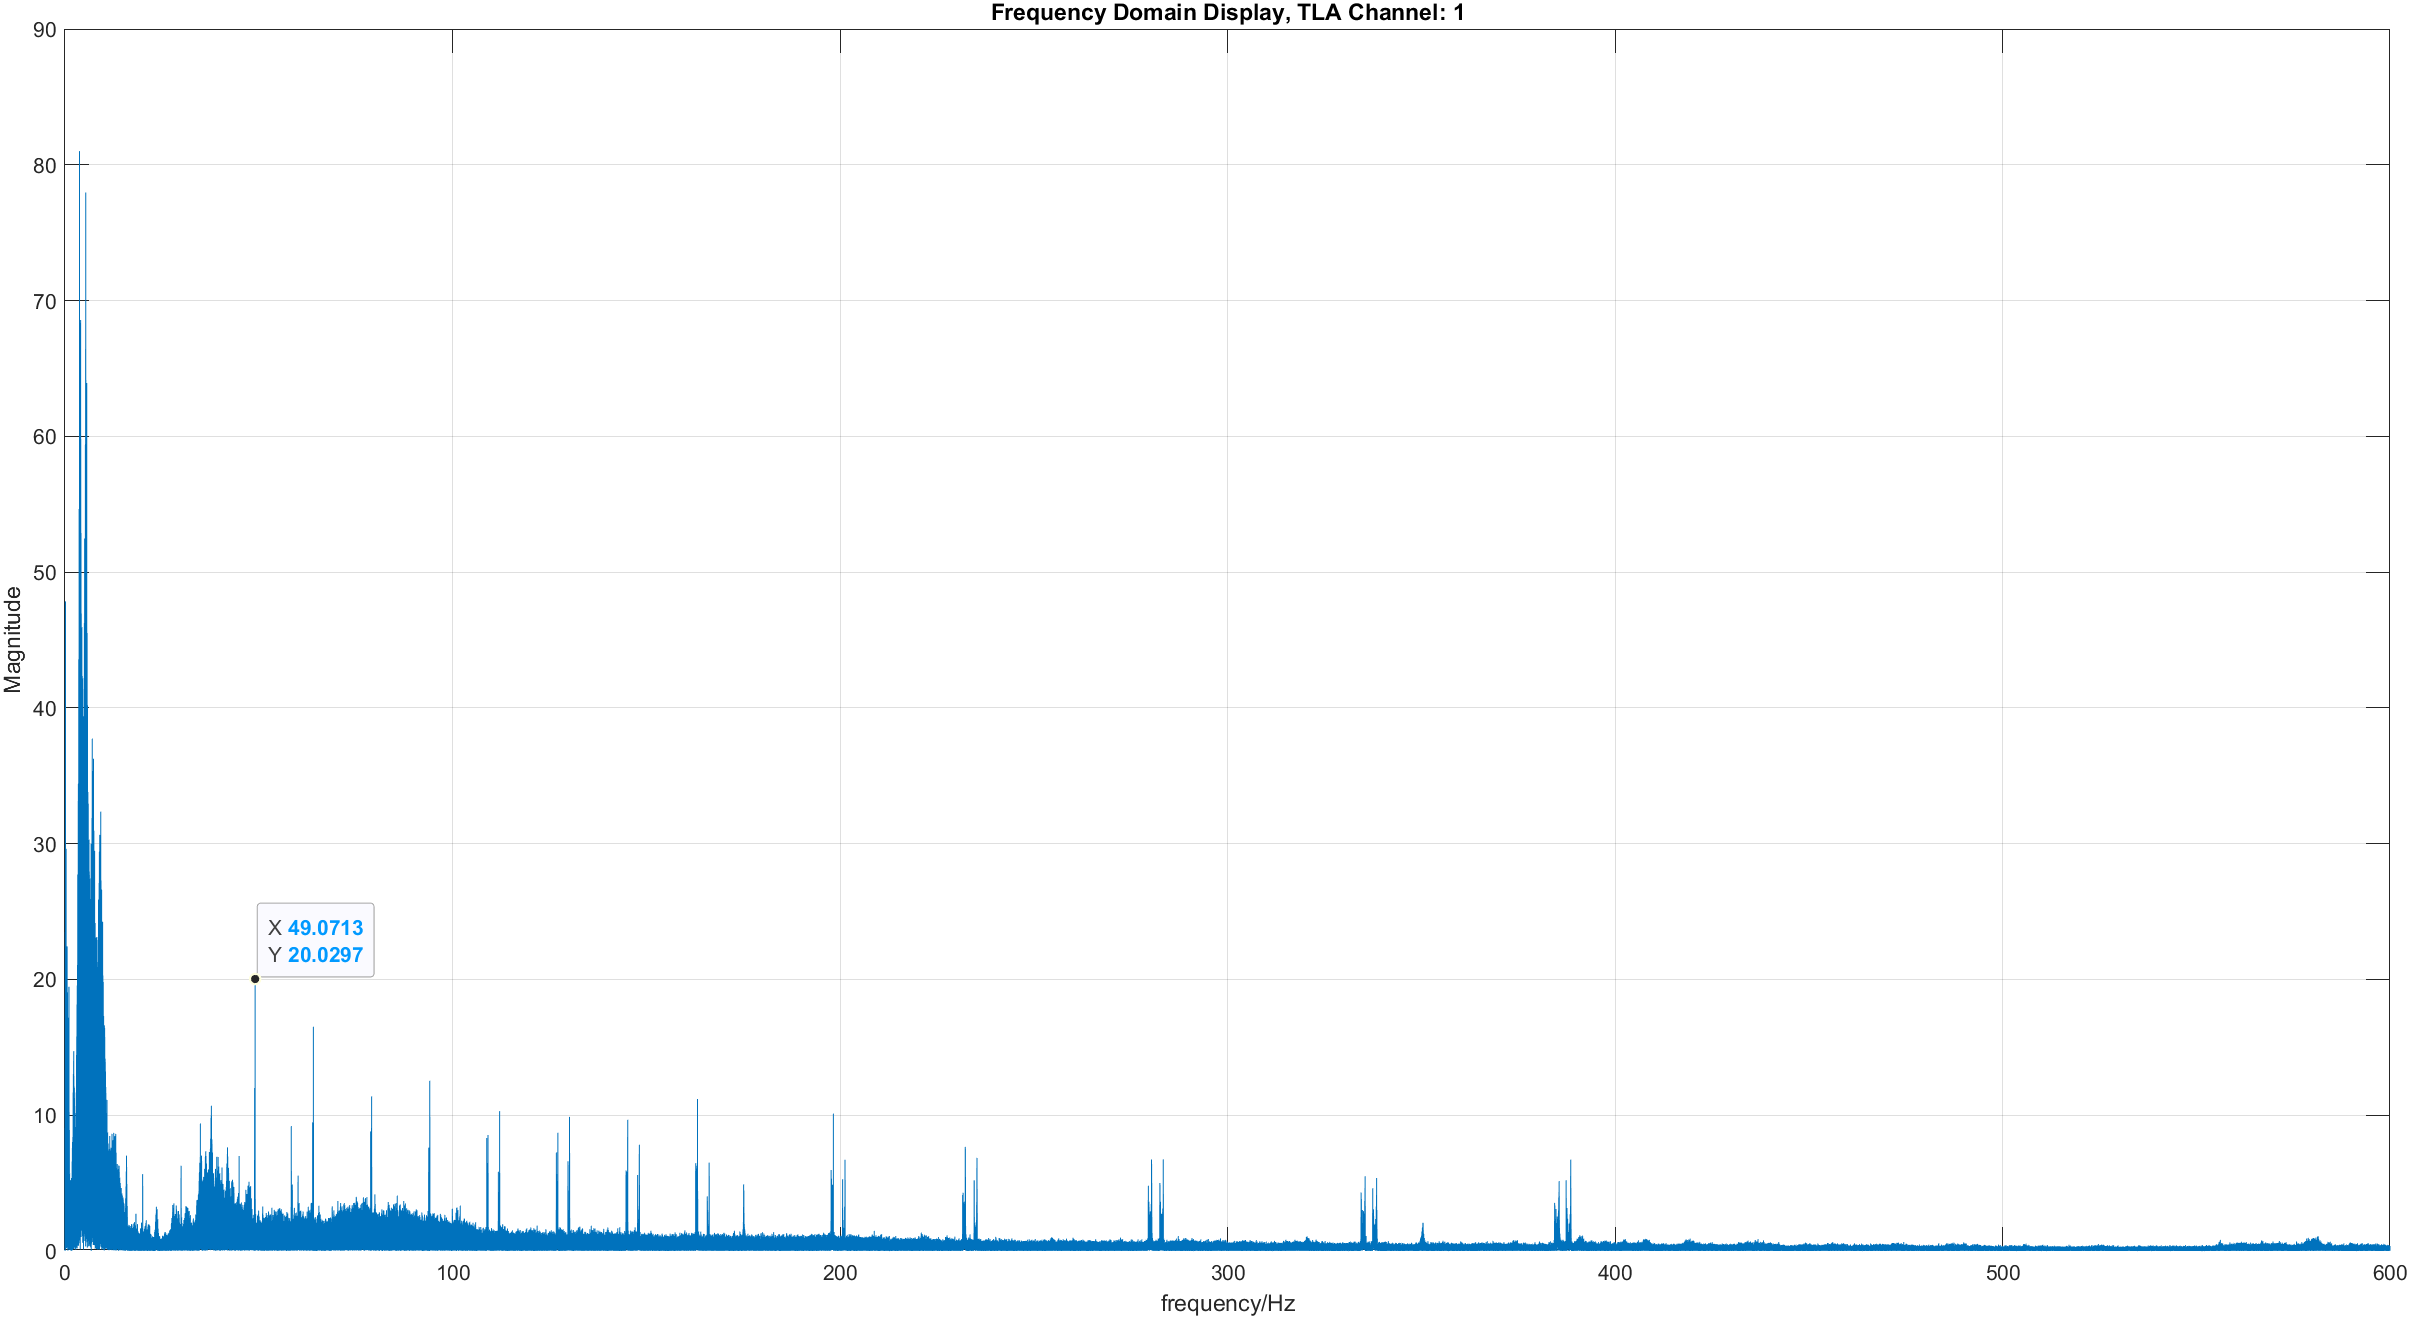 Frequency Domain Display, TLA Channel: 1
90
80
70
60
50
40
30
20
10
0
Magnitude
X 49.0713
Y 20.0297
0 100 200 300 400 500 600
frequency/Hz